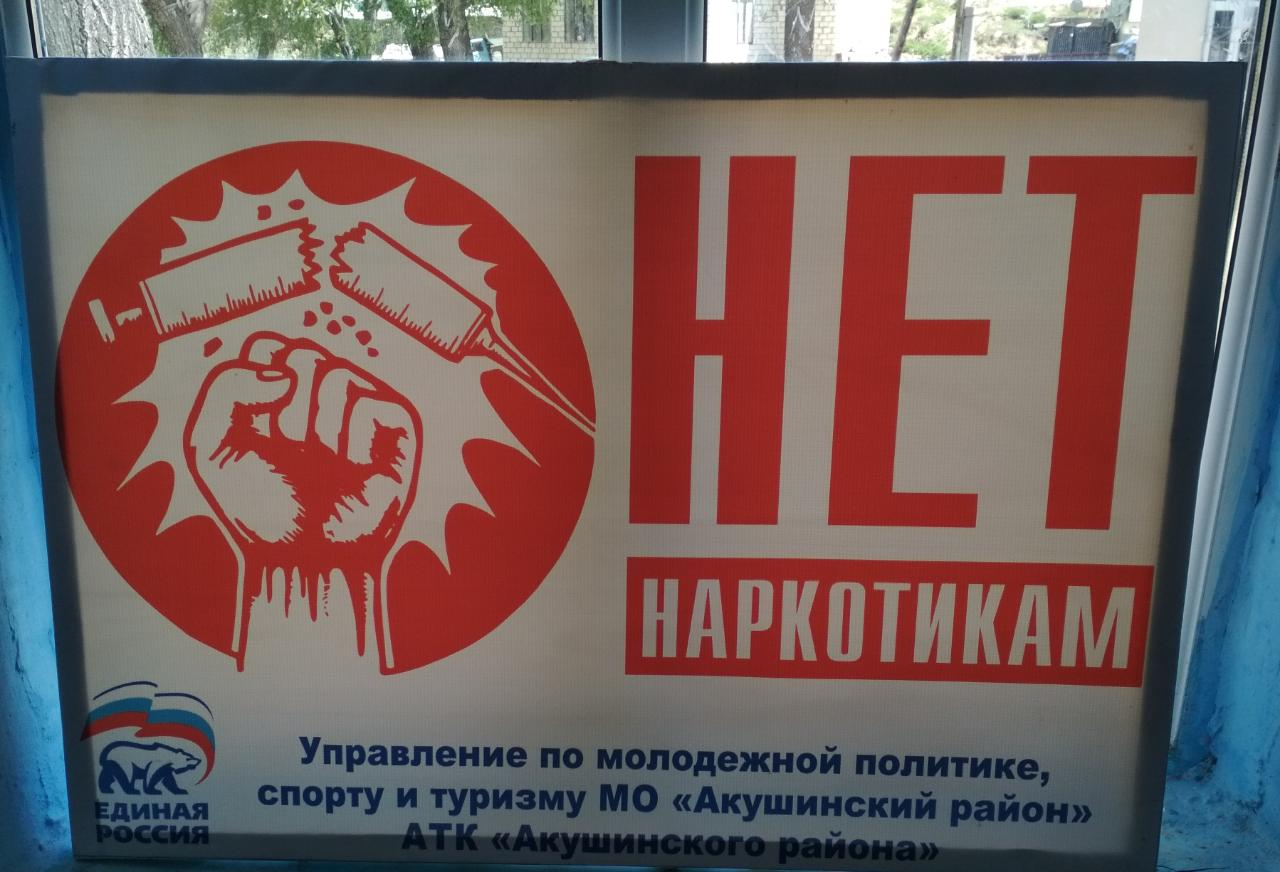 НЕТ
НАРКОТИКАМ
ЕДИНАЯ
РОССИЯ
Управление по молодежной политике,
спорту и туризму МО «Акушинский район»
АТК «Акушинского района»